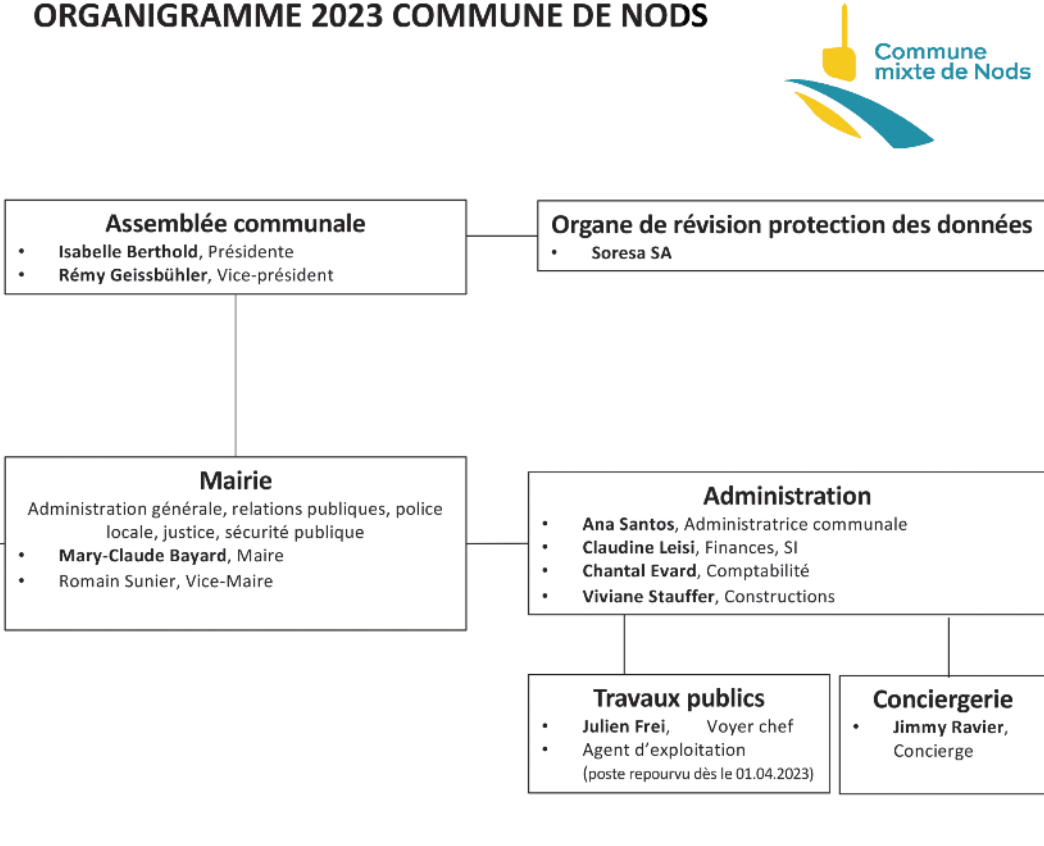 ORGANIGRAMME 2023 COMMUNE DE NODS
Commune
mixte de Nods
Assemblée communale
• Isabelle Berthold, Présidente
• Rémy Geissbühler, Vice-président
Organe de révision protection des données
• Soresa SA
Mairie
Administration générale, relations publiques, police
locale, justice, sécurité publique
• Mary-Claude Bayard, Maire
• Romain Sunier, Vice-Maire
Administration
• Ana Santos, Administratrice communale
• Claudine Leisi, Finances, SI
• Chantal Evard, Comptabilité
• Viviane Stauffer, Constructions
Travaux publics
• Julien Frei, Voyer chef
• Agent d'exploitation
(poste repourvu dès le 01.04.2023)
Conciergerie
• Jimmy Ravier,
Concierge